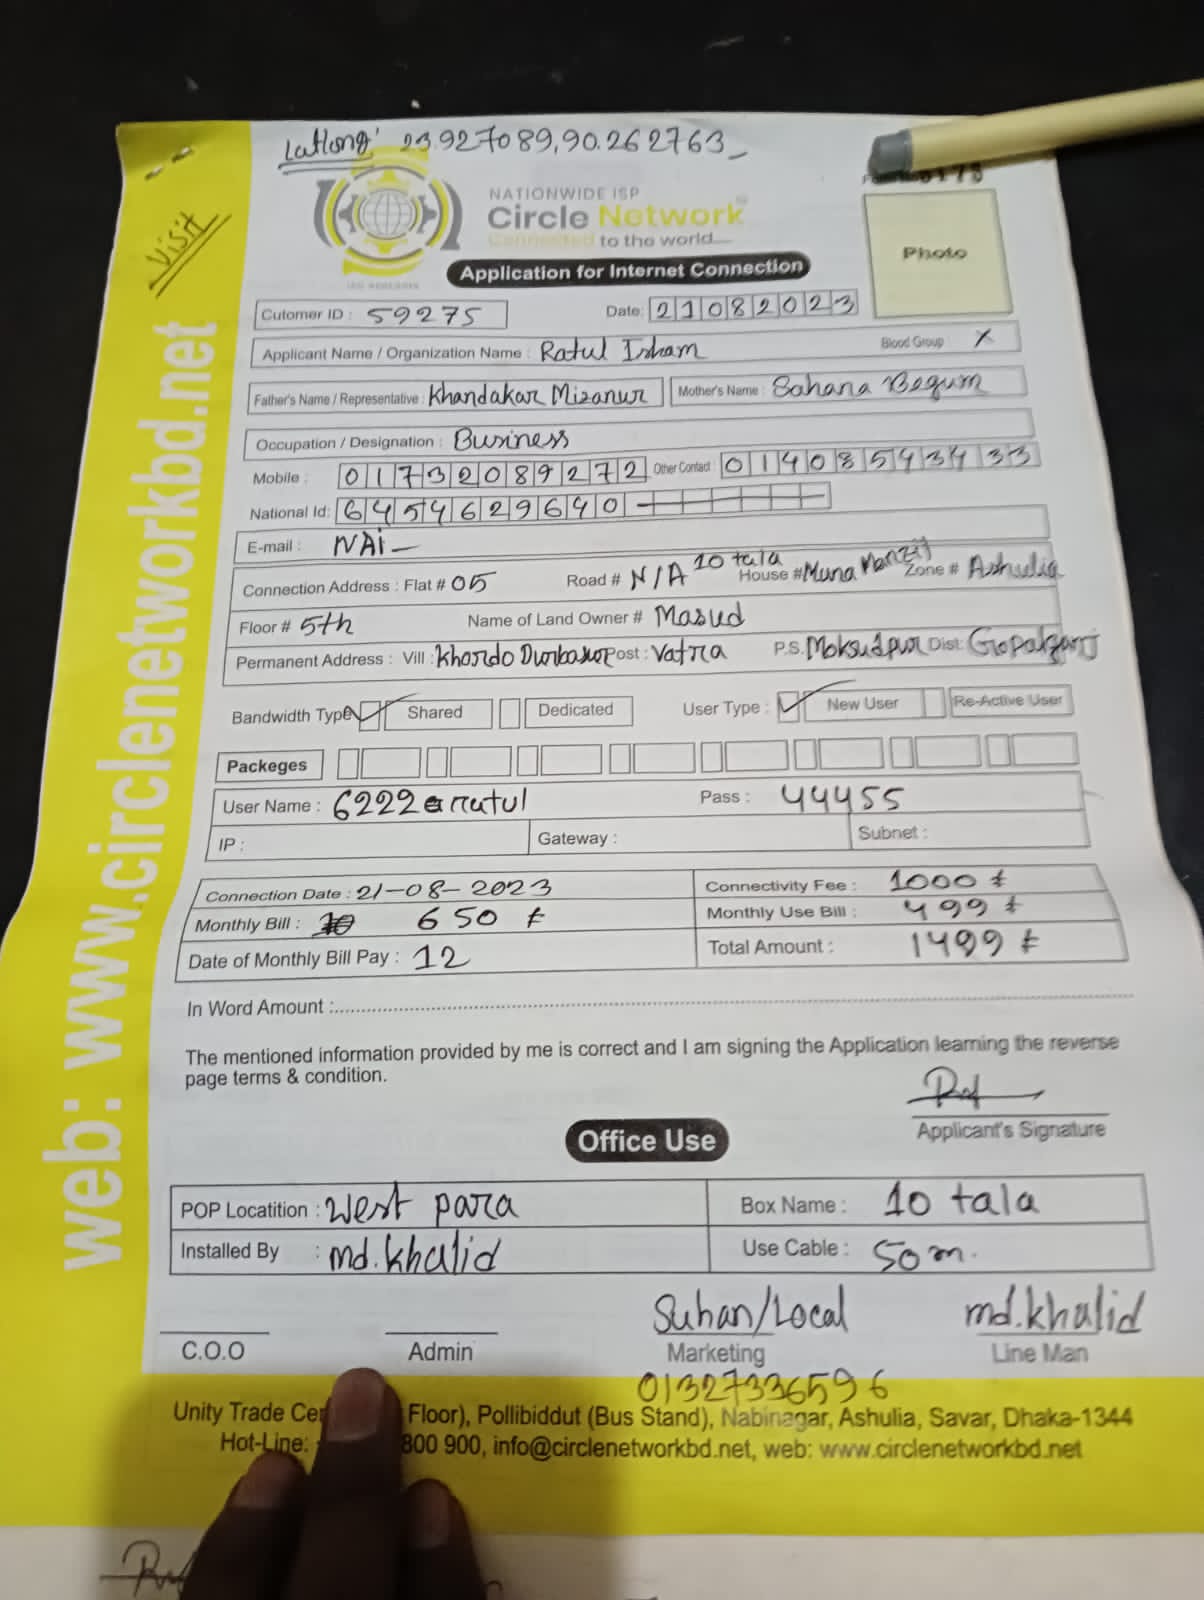 Latlong' 23.927089,90.262763
Visit
NATIONWIDE ISP
Circle Network
Connected to the world
Photo
Application for Internet Connection
Cutomer ID : 59275 Date: 21082023
Applicant Name / Organization Name : Ratul Isham Blood Group X
Father's Name / Representative : Khandakar Mizanur Mother's Name : Sahana Begum
Occupation / Designation : Business
Mobile : 01732089272 Other Contact : 01408543433
National Id: 6454629640
E-mail : NAi
Connection Address : Flat # 05 Road # N/A 10 tala House # Muna Manzil Zone # Ashulia
Floor # 5th Name of Land Owner # Masud
Permanent Address : Vill : Post : Vatra P.S. Moksudpur Dist: Gopalganj
Bandwidth Type Shared Dedicated User Type : New User Re-Active User
Packeges
User Name : 6222 ratul Pass : 44455
IP : Gateway : Subnet :
Connection Date : 21-08-2023 Connectivity Fee : 1000 ৳
Monthly Bill : 650 ৳ Monthly Use Bill : 499 ৳
Date of Monthly Bill Pay : 12 Total Amount : 1499 ৳
In Word Amount :
The mentioned information provided by me is correct and I am signing the Application learning the reverse
page terms & condition.
Applicant's Signature
Office Use
POP Locatition : West para Box Name : 10 tala
Installed By : md.khalid Use Cable : 50m.
Suhan/Local md.khalid
C.O.O Admin Marketing Line Man
01327336596
Unity Trade Floor), Pollibiddut (Bus Stand), Nabinagar, Ashulia, Savar, Dhaka-1344
Hot-Line: 800 900, info@circlenetworkbd.net, web: www.circlenetworkbd.net
web: www.circlenetworkbd.net